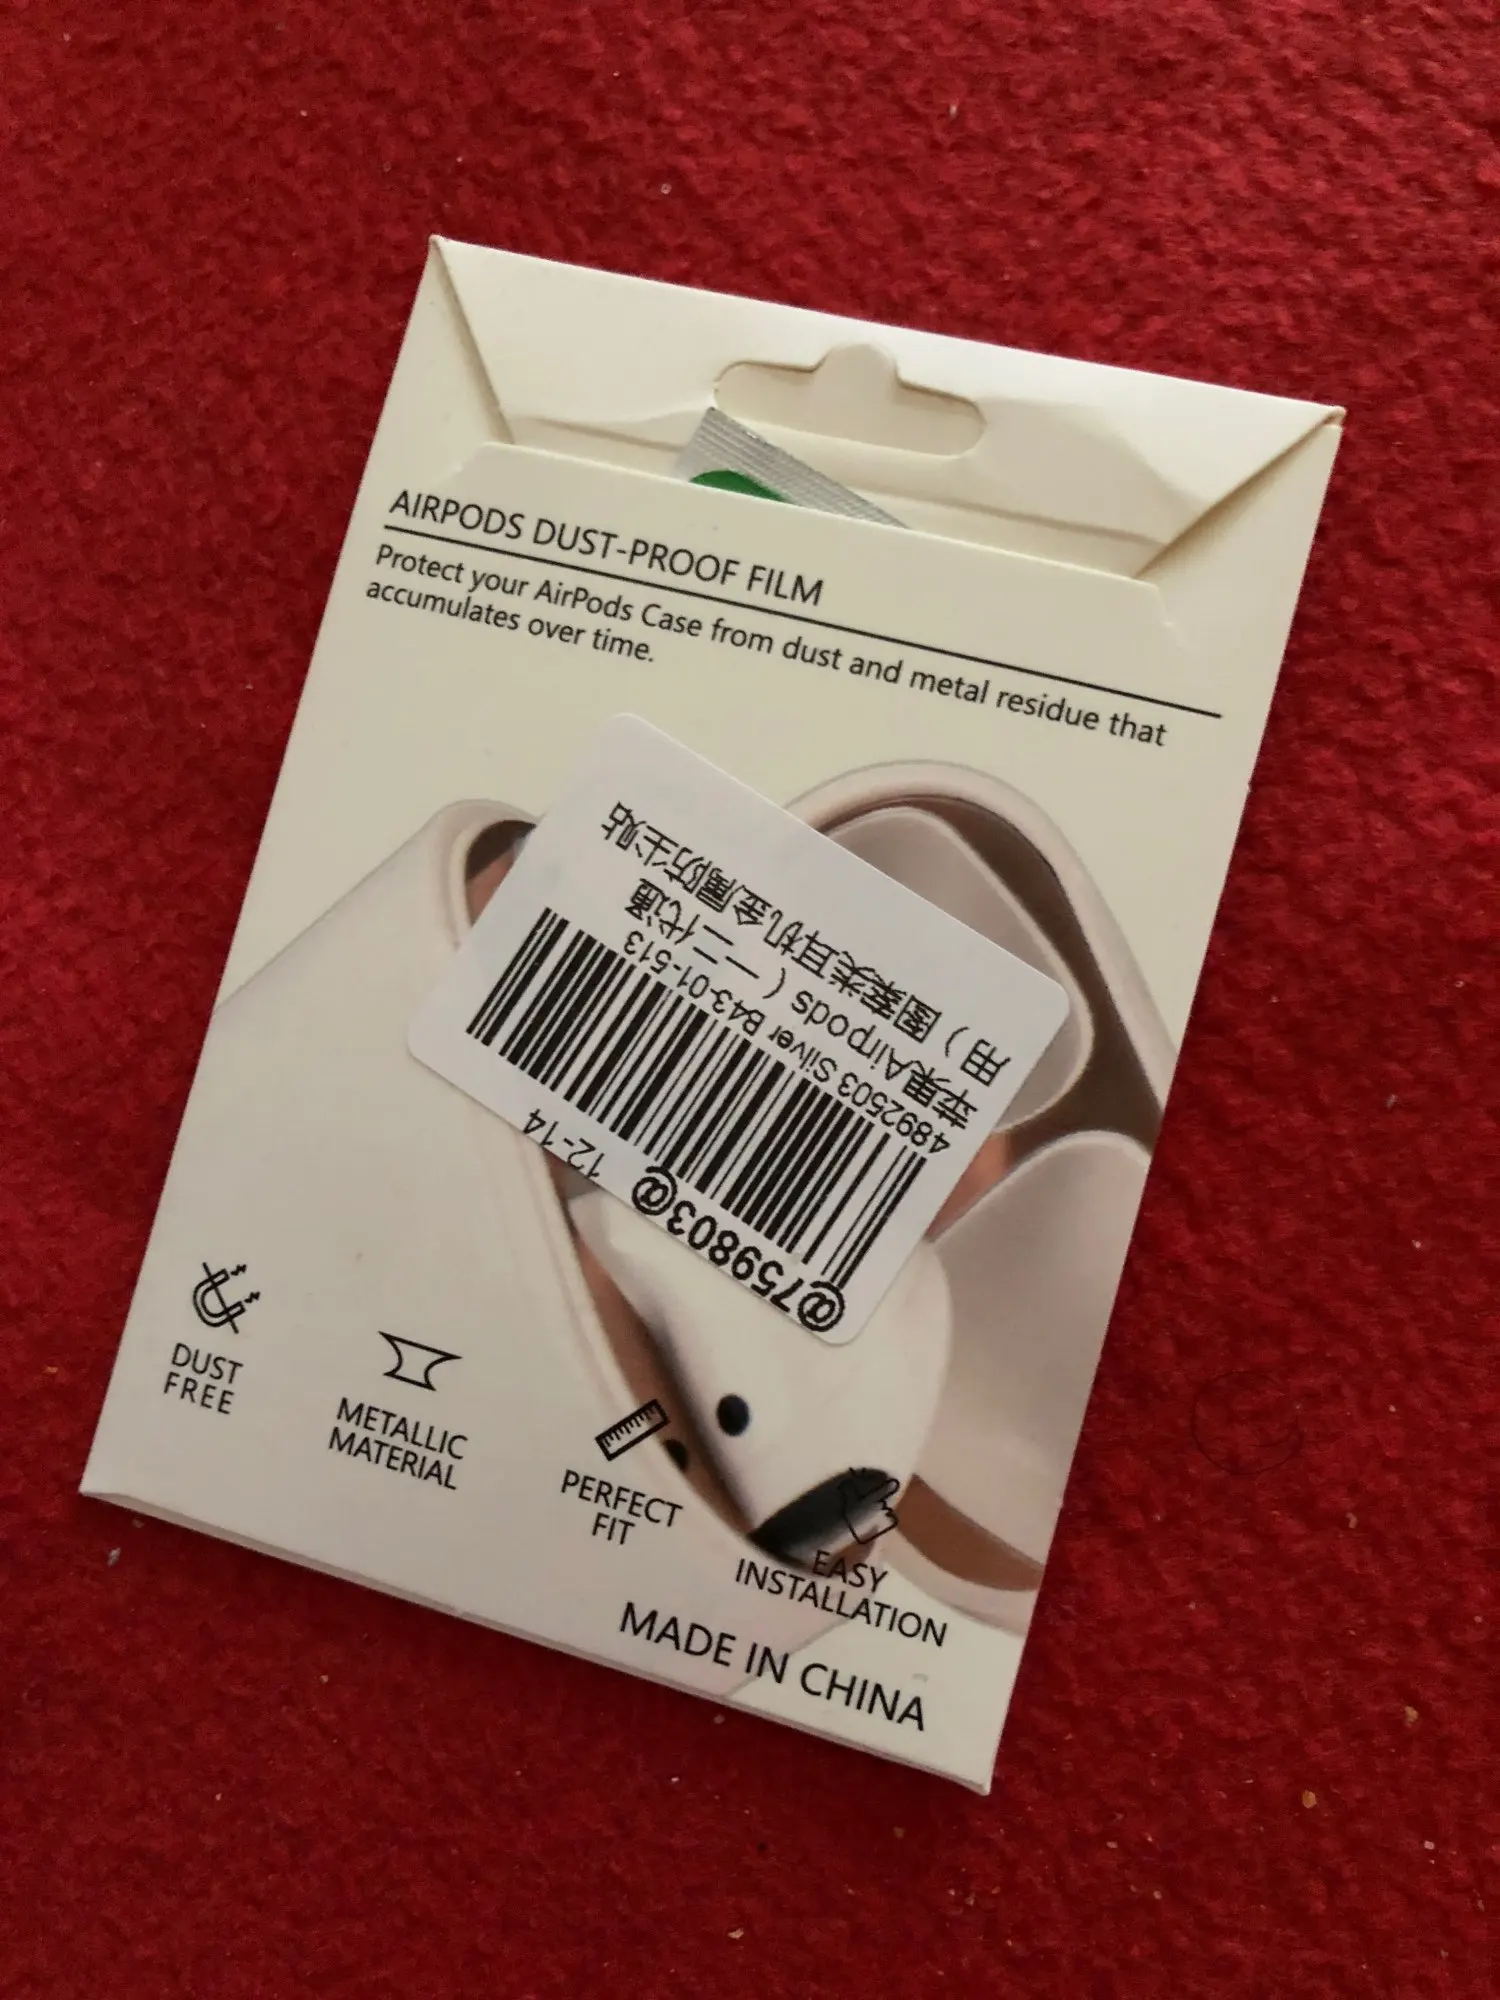 AIRPODS DUST-PROOF FILM
Protect your AirPods Case from dust and metal residue that
accumulates over time.
苹果Airpods（一二代通
用）图案类耳机金属防尘贴
4892503 Silver B43-01-513
@759803@ 12-14
DUST
FREE
METALLIC
MATERIAL
PERFECT
FIT
EASY
INSTALLATION
MADE IN CHINA